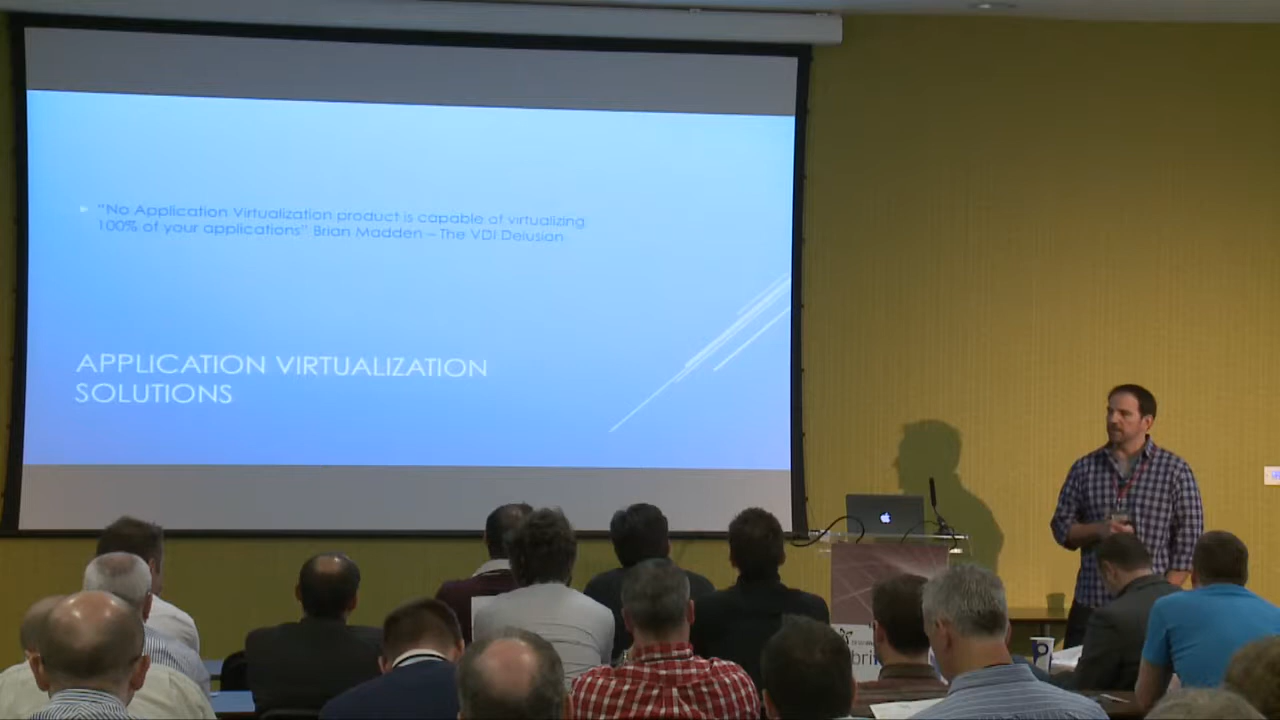 "No Application Virtualization product is capable of virtualizing
100% of your applications" Brian Madden – The VDI Delusion
APPLICATION VIRTUALIZATION
SOLUTIONS